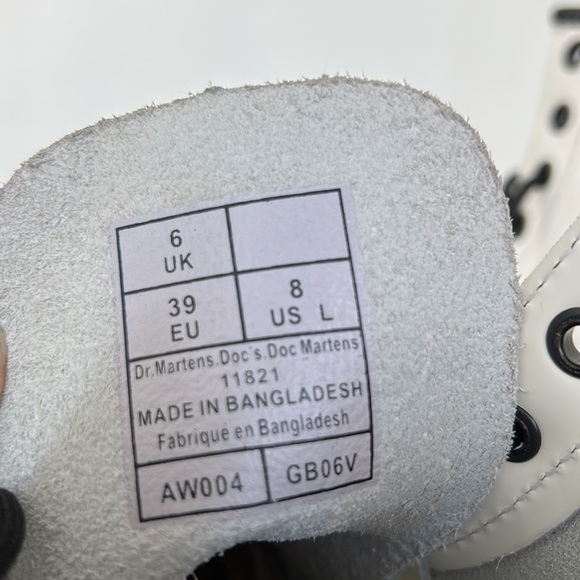 6
UK
39
EU
8
US L
Dr.Martens.Doc's.Doc Martens
11821
MADE IN BANGLADESH
Fabriqué en Bangladesh
AW004
GB06V